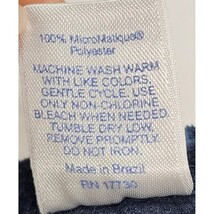 100% MicroMatique®
Polyester
MACHINE WASH WARM
WITH LIKE COLORS,
GENTLE CYCLE. USE
ONLY NON-CHLORINE
BLEACH WHEN NEEDED.
TUMBLE DRY LOW,
REMOVE PROMPTLY.
DO NOT IRON.
Made in Brazil
RN 17730